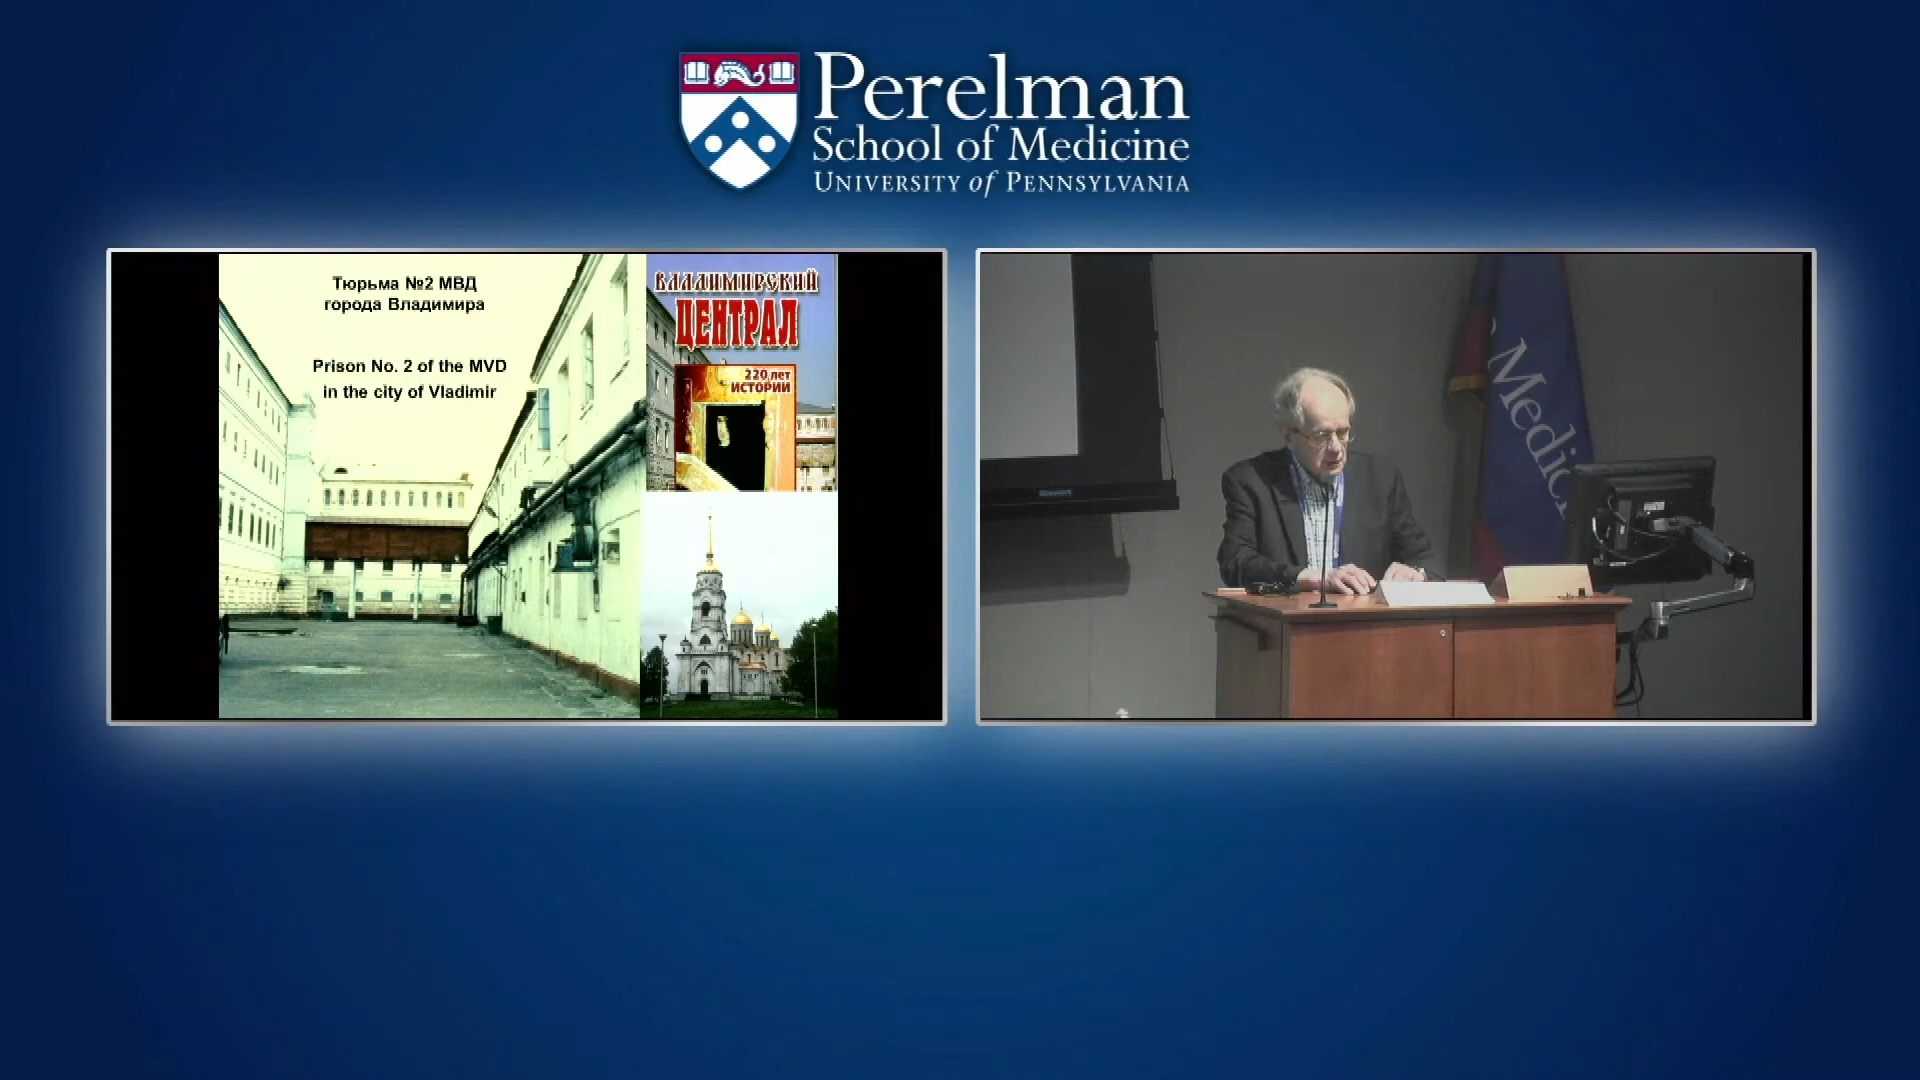 Perelman
School of Medicine
UNIVERSITY of PENNSYLVANIA
Тюрьма №2 МВД
города Владимира
Prison No. 2 of the MVD
in the city of Vladimir
ВЛАДИМИРСКИЙ
ЦЕНТРАЛ
220 лет
ИСТОРИИ
Medici